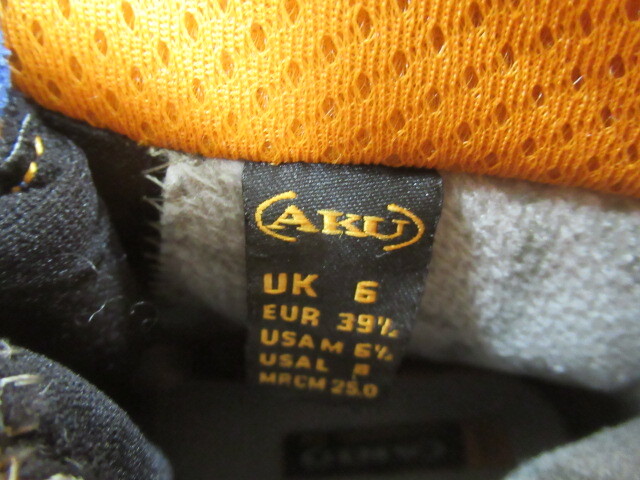 AKU
UK 6
EUR 39½
USAM 6½
USAL 8
MRCM 25.0